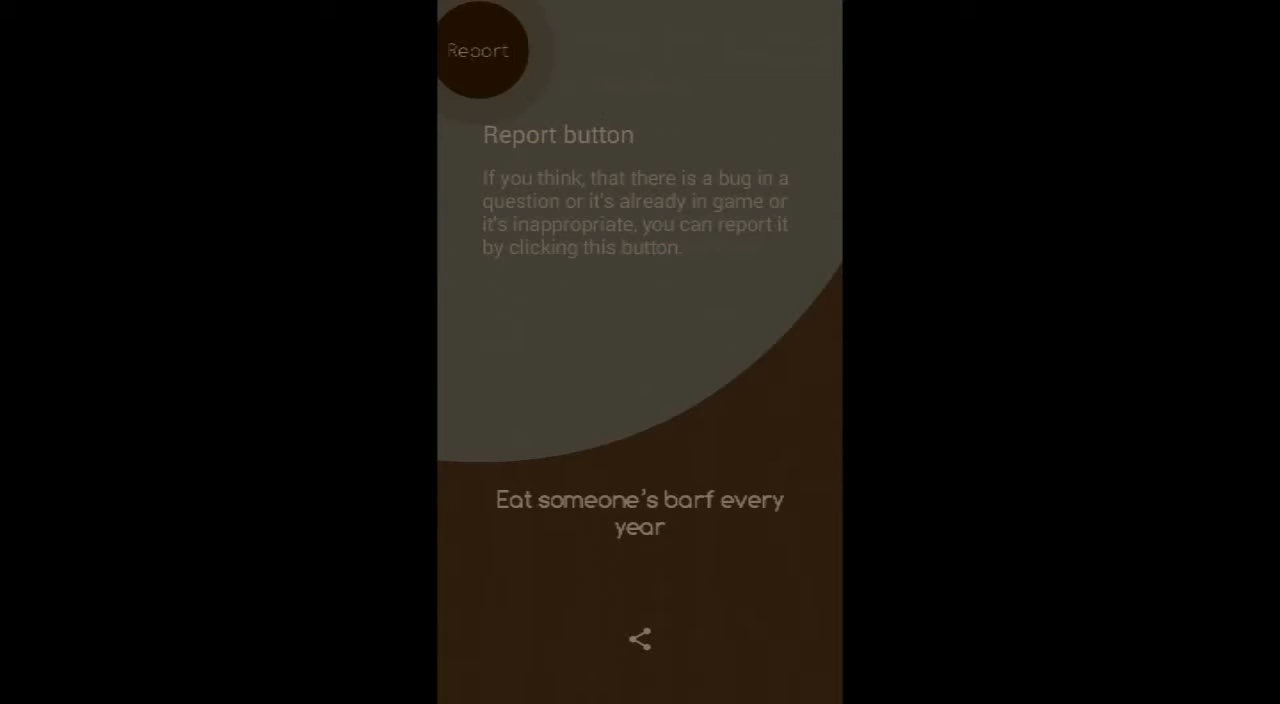 Report
Report button
If you think, that there is a bug in a
question or it's already in game or
it's inappropriate, you can report it
by clicking this button.
Eat someone's barf every
year